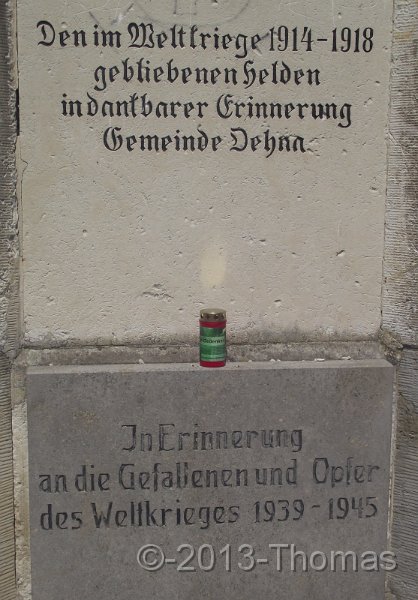 Den im Weltkriege 1914-1918
gebliebenen Helden
in dankbarer Erinnerung
Gemeinde Dehna
In Erinnerung
an die Gefallenen und Opfer
des Weltkrieges 1939-1945
©-2013-Thomas